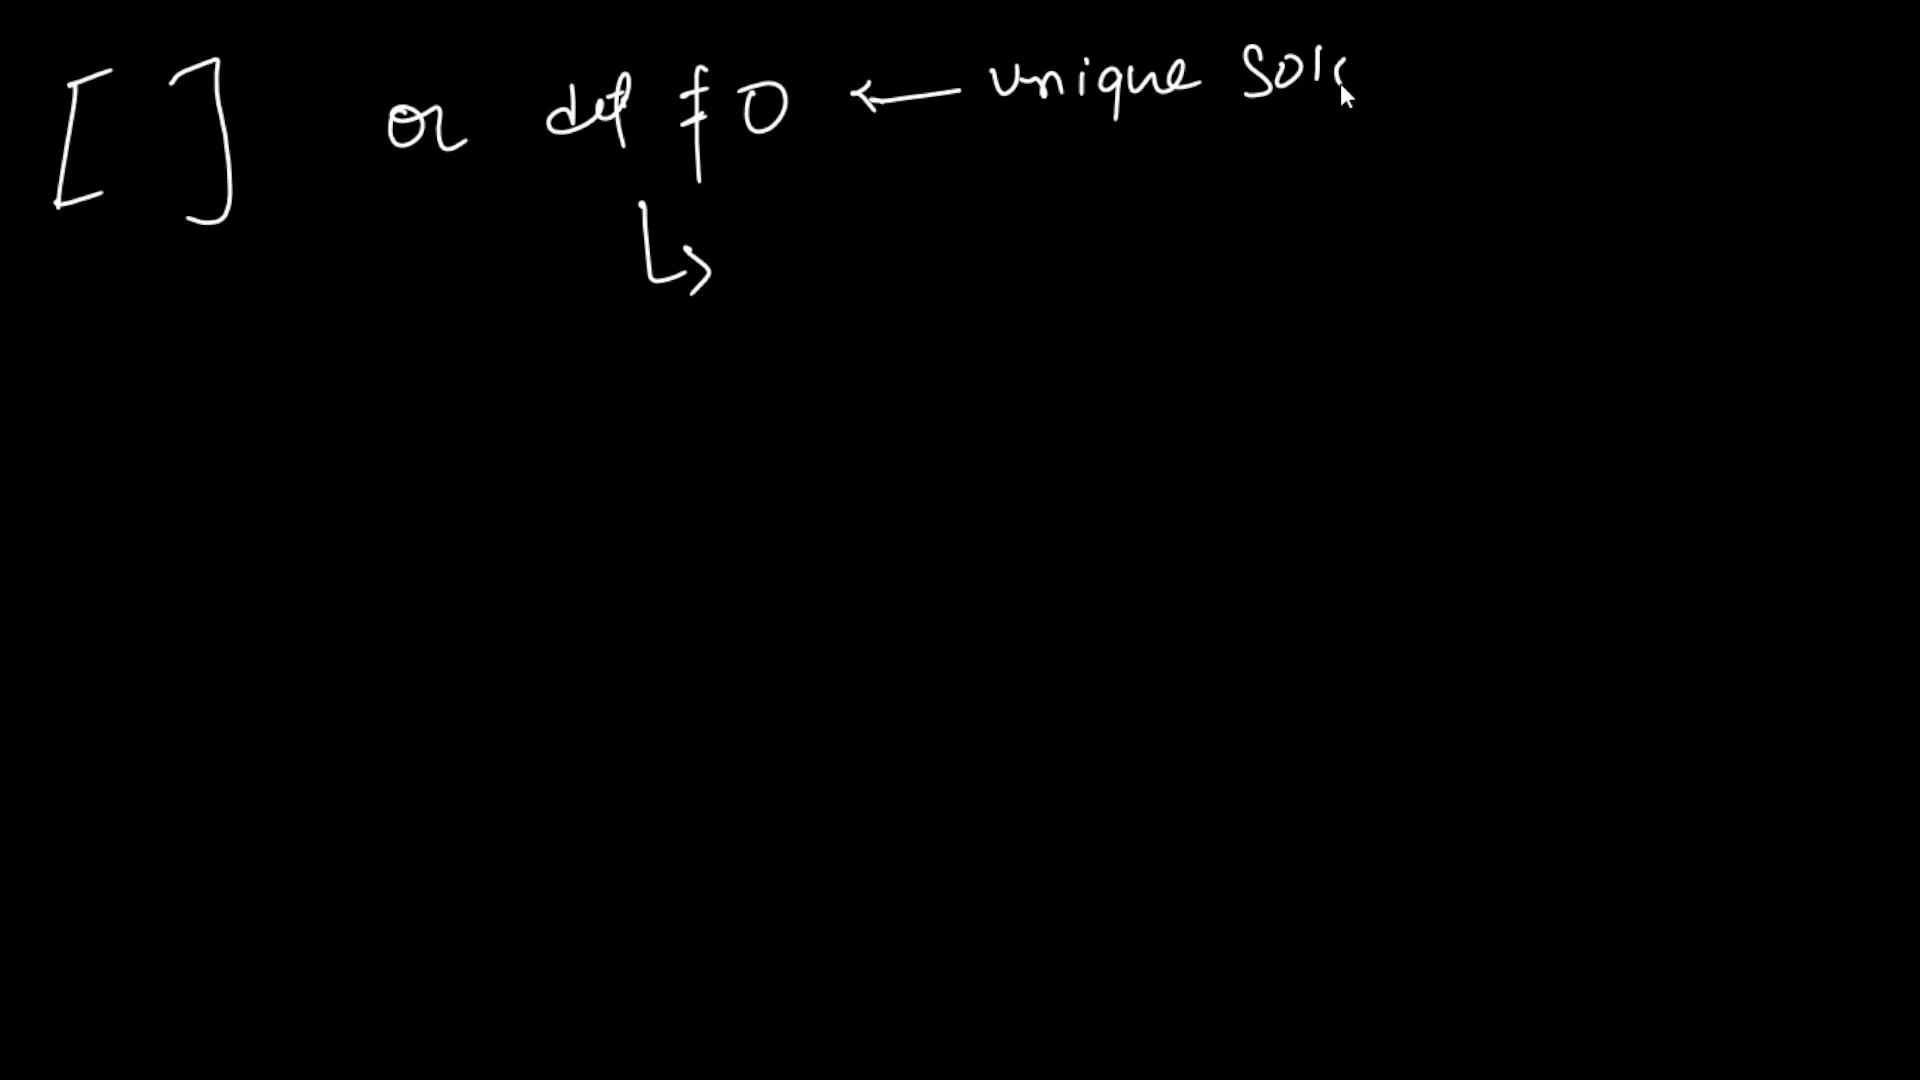 [ ] or det ≠ 0 ← unique sol
↳